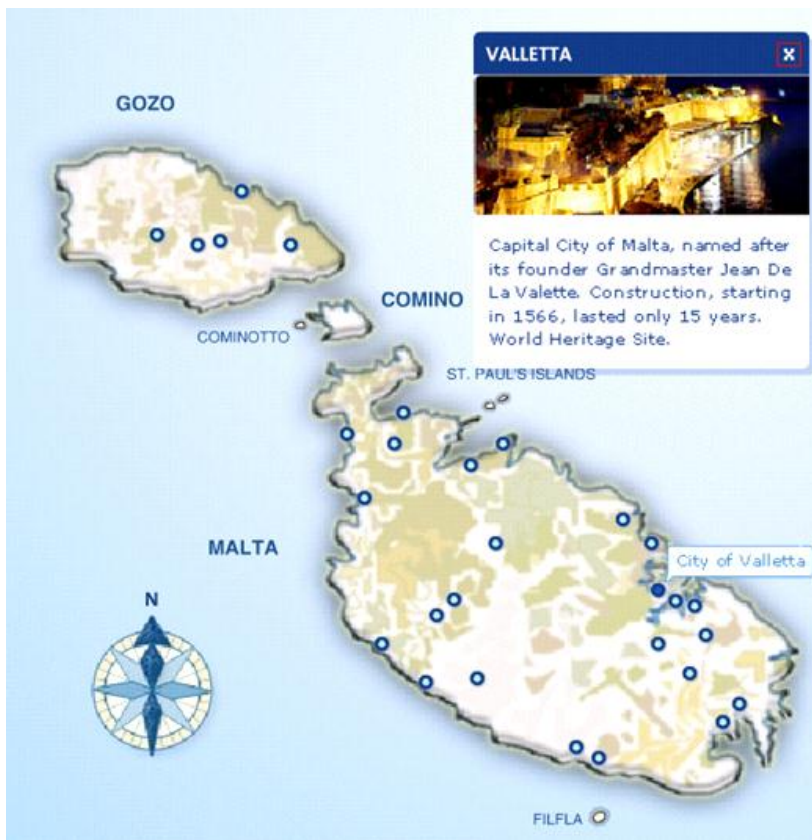 VALLETTA
x
GOZO
Capital City of Malta, named after
its founder Grandmaster Jean De
La Valette. Construction, starting
in 1566, lasted only 15 years.
World Heritage Site.
COMINO
COMINOTTO
ST. PAUL'S ISLANDS
MALTA
City of Valletta
N
FILFLA